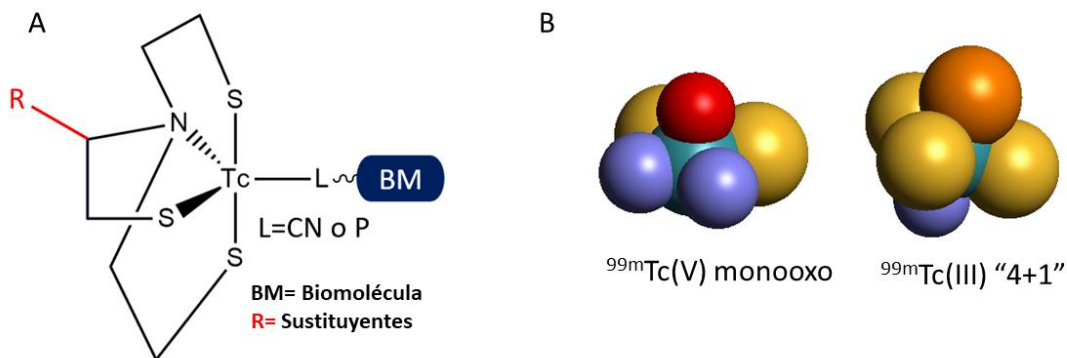 A
R
N
S
Tc
L
BM
S
S
L=CN o P
BM= Biomolécula
R= Sustituyentes
B
99mTc(V) monooxo
99mTc(III) “4+1”